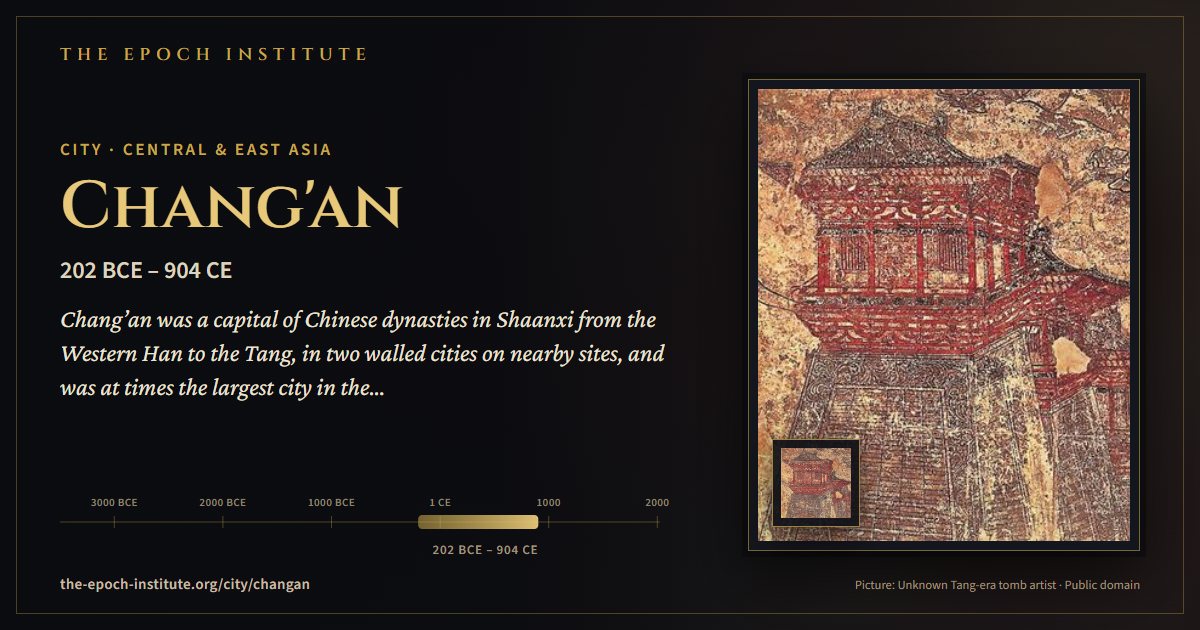 THE EPOCH INSTITUTE
CITY · CENTRAL & EAST ASIA
CHANG’AN
202 BCE – 904 CE
Chang’an was a capital of Chinese dynasties in Shaanxi from the
Western Han to the Tang, in two walled cities on nearby sites, and
was at times the largest city in the...
3000 BCE 2000 BCE 1000 BCE 1 CE 1000 2000
202 BCE – 904 CE
the-epoch-institute.org/city/changan
Picture: Unknown Tang-era tomb artist · Public domain